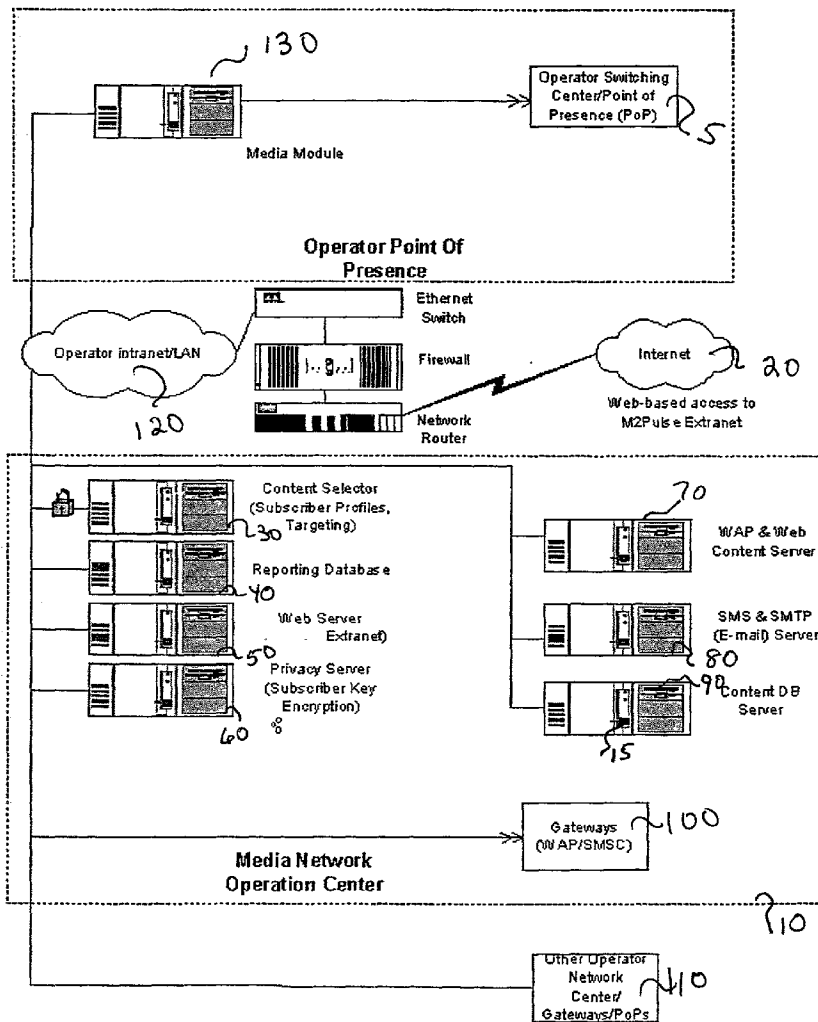 130
Operator Switching
Center/Point of
Presence (PoP)
5
Media Module
Operator Point Of
Presence
Ethernet
Switch
Operator intranet/LAN
120
Firewall
Internet
20
Network
Router
Web-based access to
M2Pulse Extranet
Content Selector
(Subscriber Profiles,
Targeting)
30
70
WAP & Web
Content Server
Reporting Database
40
Web Server
Extranet)
50
SMS & SMTP
(E-mail) Server
80
Privacy Server
(Subscriber Key
Encryption)
60
90
Content DB
Server
15
Gateways
(WAP/SMSC)
100
Media Network
Operation Center
10
Other Operator
Network
Center/
Gateways/PoPs
110